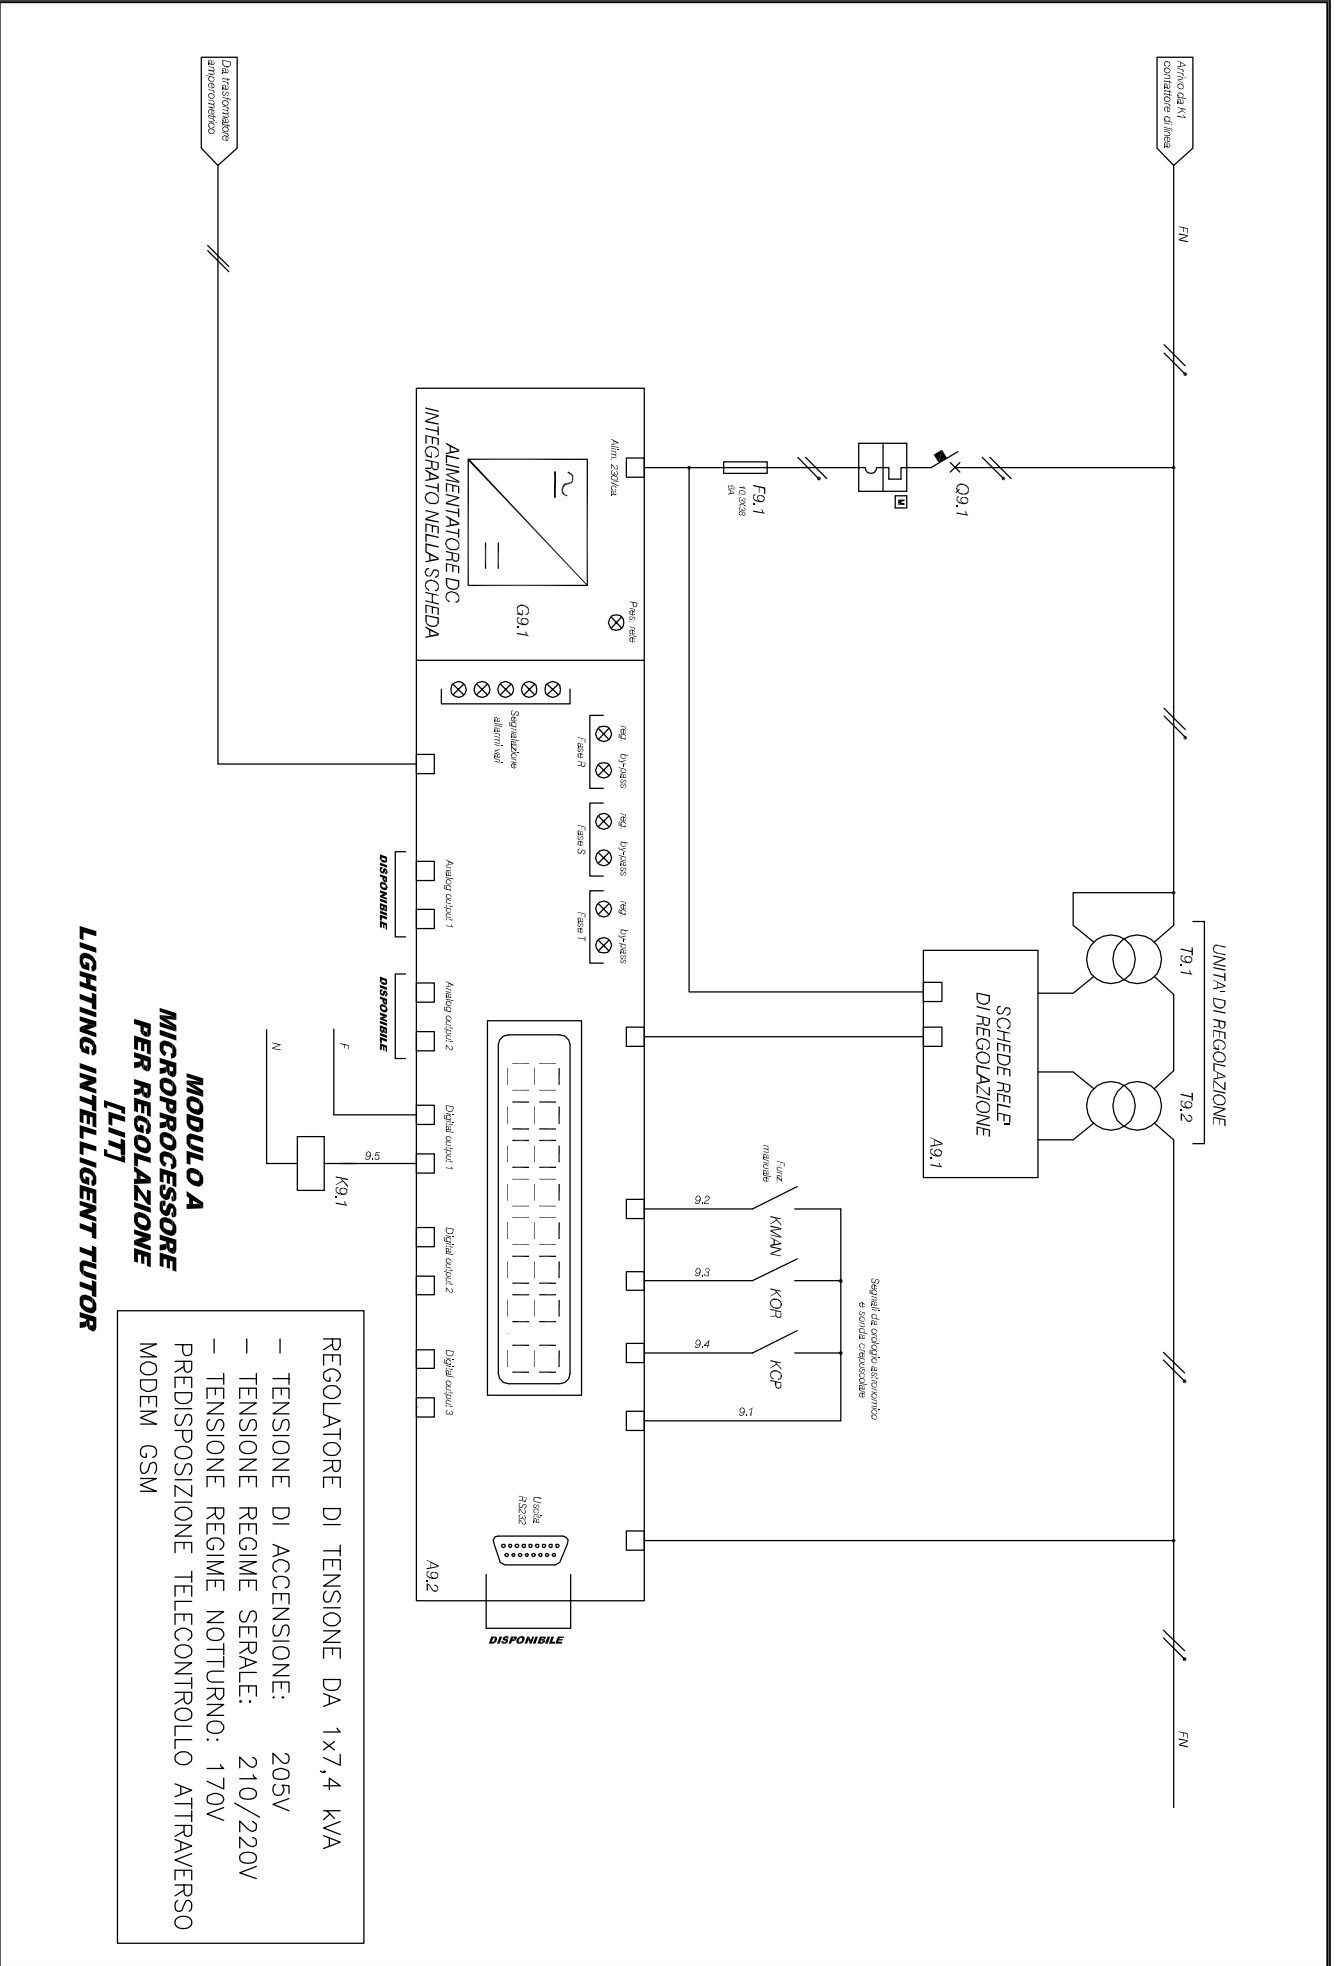 Arrivo da K1
contattore di linea
FN
FN
UNITA' DI REGOLAZIONE
T9.1
T9.2
Q9.1
M
F9.1
10,3X38
6A
SCHEDE RELE'
DI REGOLAZIONE
A9.1
Segnali da orologio astronomico
e sonda crepuscolare
Funz.
manuale
KMAN
KOR
KCP
9.2
9.3
9.4
9.1
Alim. 230Vca
Pres. rete
G9.1
ALIMENTATORE DC
INTEGRATO NELLA SCHEDA
reg.
by-pass
Fase R
reg.
by-pass
Fase S
reg.
by-pass
Fase T
Segnalazione
allarmi vari
Uscita
RS232
DISPONIBILE
A9.2
Analog output 1
Analog output 2
Digital output 1
Digital output 2
Digital output 3
DISPONIBILE
DISPONIBILE
F
N
9.5
K9.1
Da trasformatore
amperometrico
MODULO A
MICROPROCESSORE
PER REGOLAZIONE
[LIT]
LIGHTING INTELLIGENT TUTOR
REGOLATORE DI TENSIONE DA 1x7,4 kVA
- TENSIONE DI ACCENSIONE: 205V
- TENSIONE REGIME SERALE: 210/220V
- TENSIONE REGIME NOTTURNO: 170V
PREDISPOSIZIONE TELECONTROLLO ATTRAVERSO
MODEM GSM